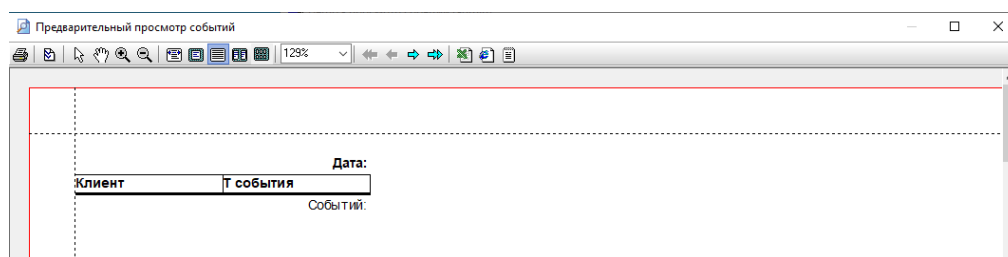 Предварительный просмотр событий
129%
Дата:
Клиент Т события
Событий: